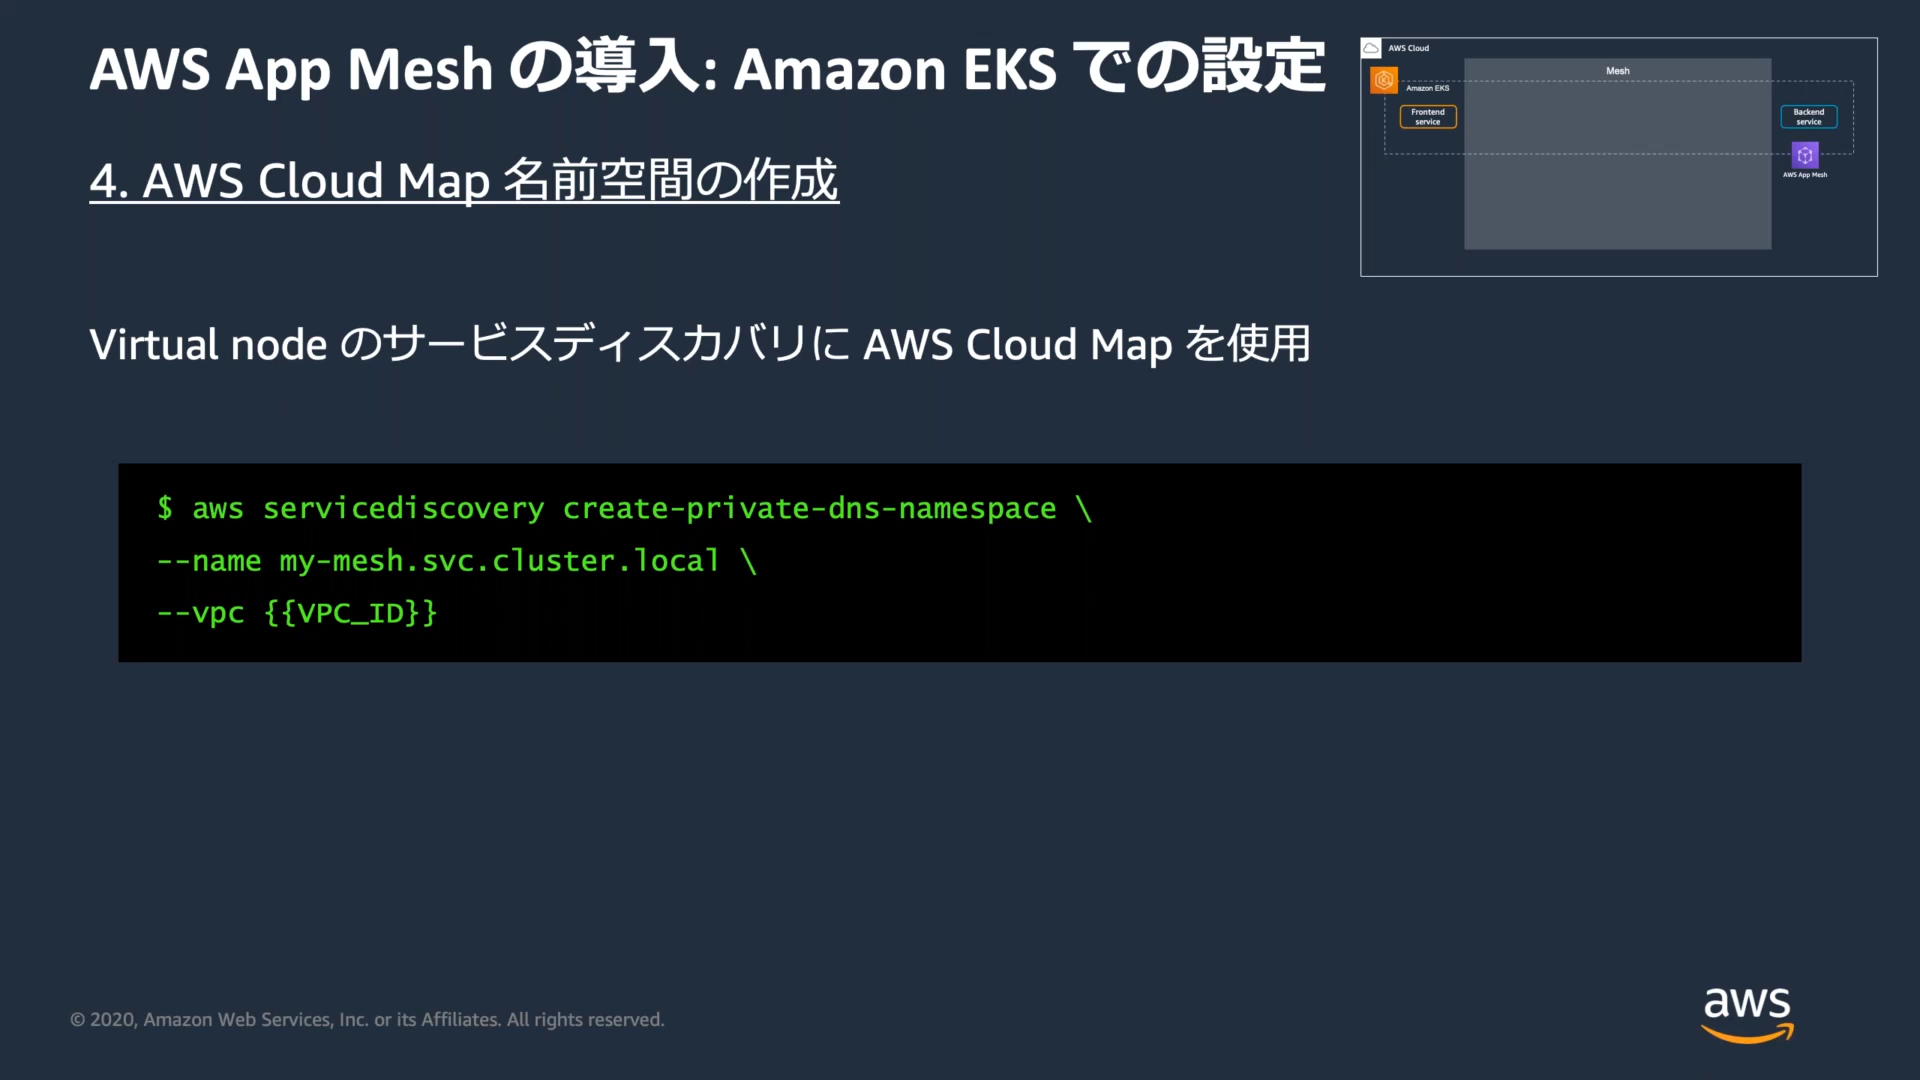 AWS App Mesh の導入: Amazon EKS での設定
4. AWS Cloud Map 名前空間の作成
AWS Cloud
Mesh
Amazon EKS
Frontend
service
Backend
service
AWS App Mesh
Virtual node のサービスディスカバリに AWS Cloud Map を使用
$ aws servicediscovery create-private-dns-namespace \
--name my-mesh.svc.cluster.local \
--vpc {{VPC_ID}}
© 2020, Amazon Web Services, Inc. or its Affiliates. All rights reserved.
aws